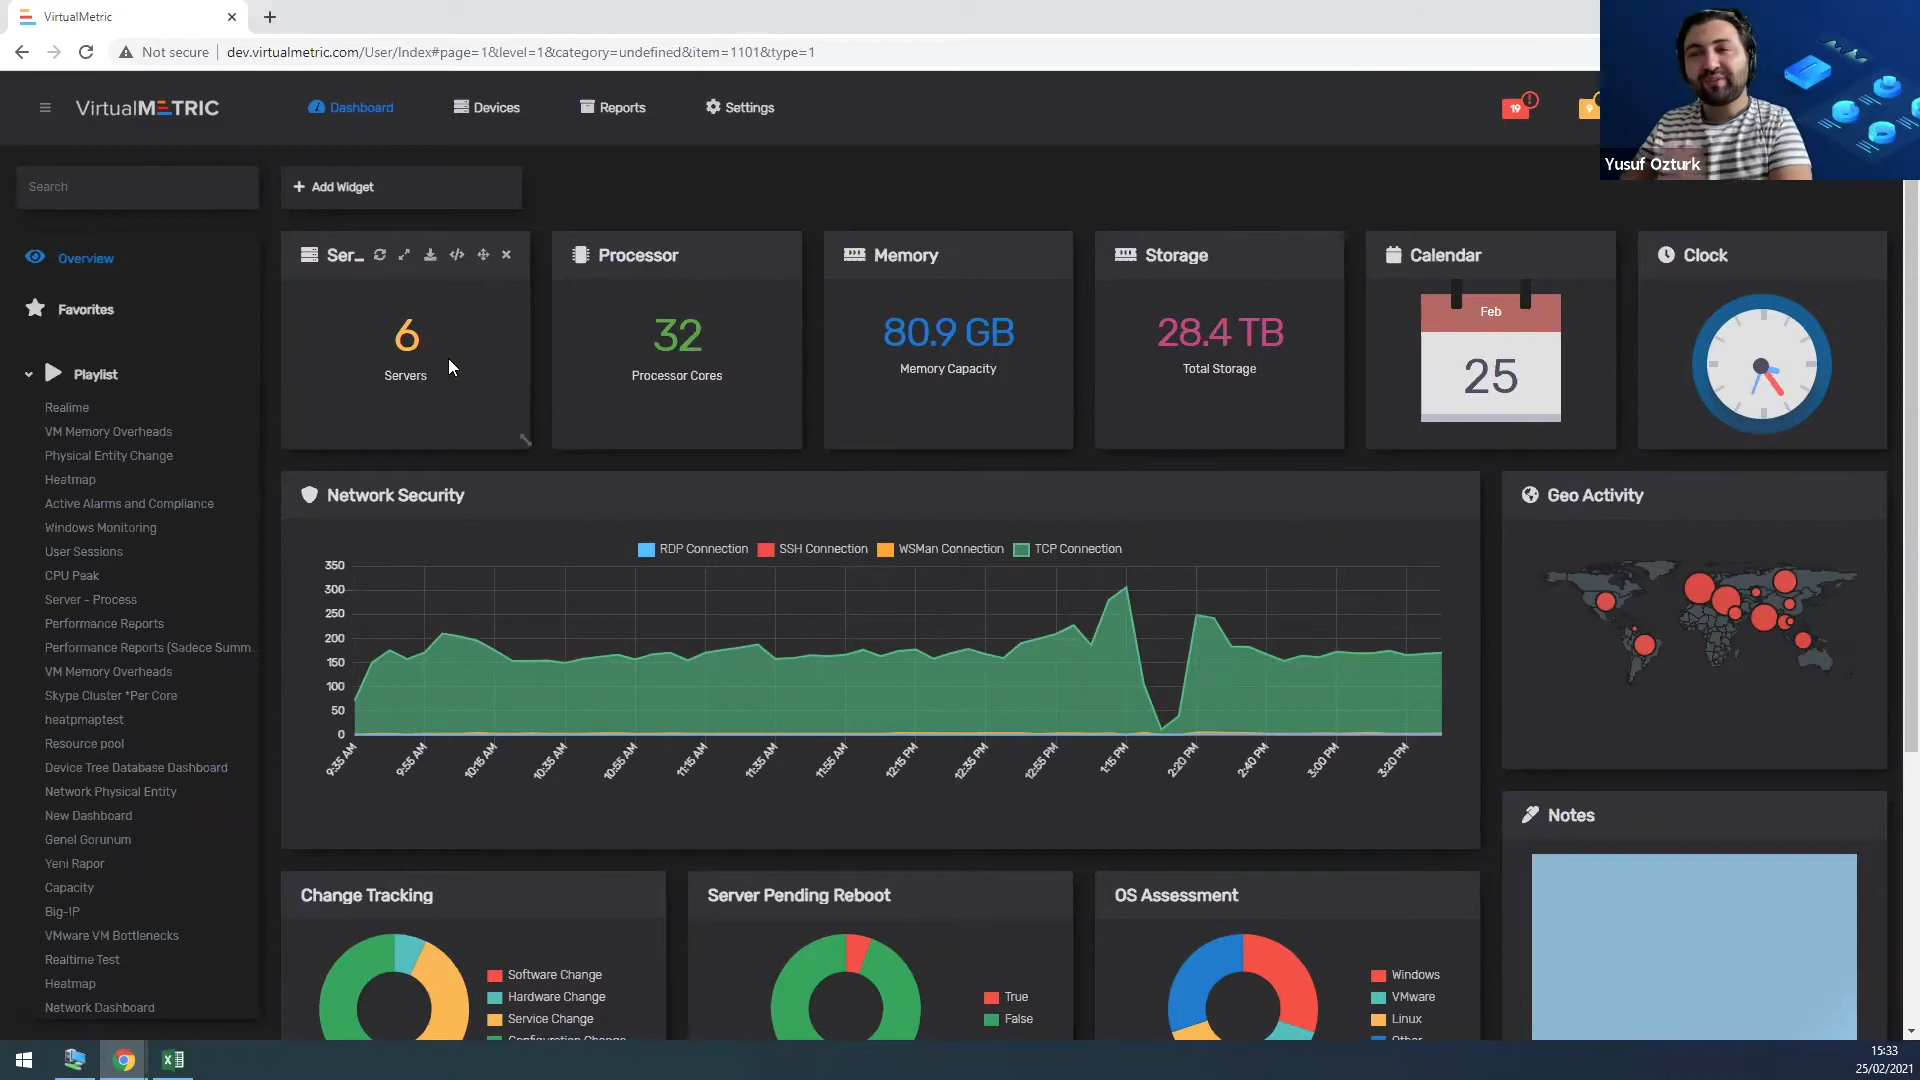 VirtualMetric
Not secure
dev.virtualmetric.com/User/Index#page=1&level=1&category=undefined&item=1101&type=1
VirtualMETRIC
Dashboard
Devices
Reports
Settings
19
9
Yusuf Ozturk
Search
Add Widget
Overview
Favorites
Playlist
Realime
VM Memory Overheads
Physical Entity Change
Heatmap
Active Alarms and Compliance
Windows Monitoring
User Sessions
CPU Peak
Server - Process
Performance Reports
Performance Reports (Sadece Summ...
VM Memory Overheads
Skype Cluster *Per Core
heatpmaptest
Resource pool
Device Tree Database Dashboard
Network Physical Entity
New Dashboard
Genel Gorunum
Yeni Rapor
Capacity
Big-IP
VMware VM Bottlenecks
Realtime Test
Heatmap
Network Dashboard
Ser...
6
Servers
Processor
32
Processor Cores
Memory
80.9 GB
Memory Capacity
Storage
28.4 TB
Total Storage
Calendar
Feb
25
Clock
Network Security
RDP Connection
SSH Connection
WSMan Connection
TCP Connection
350
300
250
200
150
100
50
0
9:35 AM
9:55 AM
10:15 AM
10:35 AM
10:55 AM
11:15 AM
11:35 AM
11:55 AM
12:15 PM
12:35 PM
12:55 PM
1:15 PM
2:20 PM
2:40 PM
3:00 PM
3:20 PM
Geo Activity
Notes
Change Tracking
Software Change
Hardware Change
Service Change
Configuration Change
Server Pending Reboot
True
False
OS Assessment
Windows
VMware
Linux
Other
15:33
25/02/2021